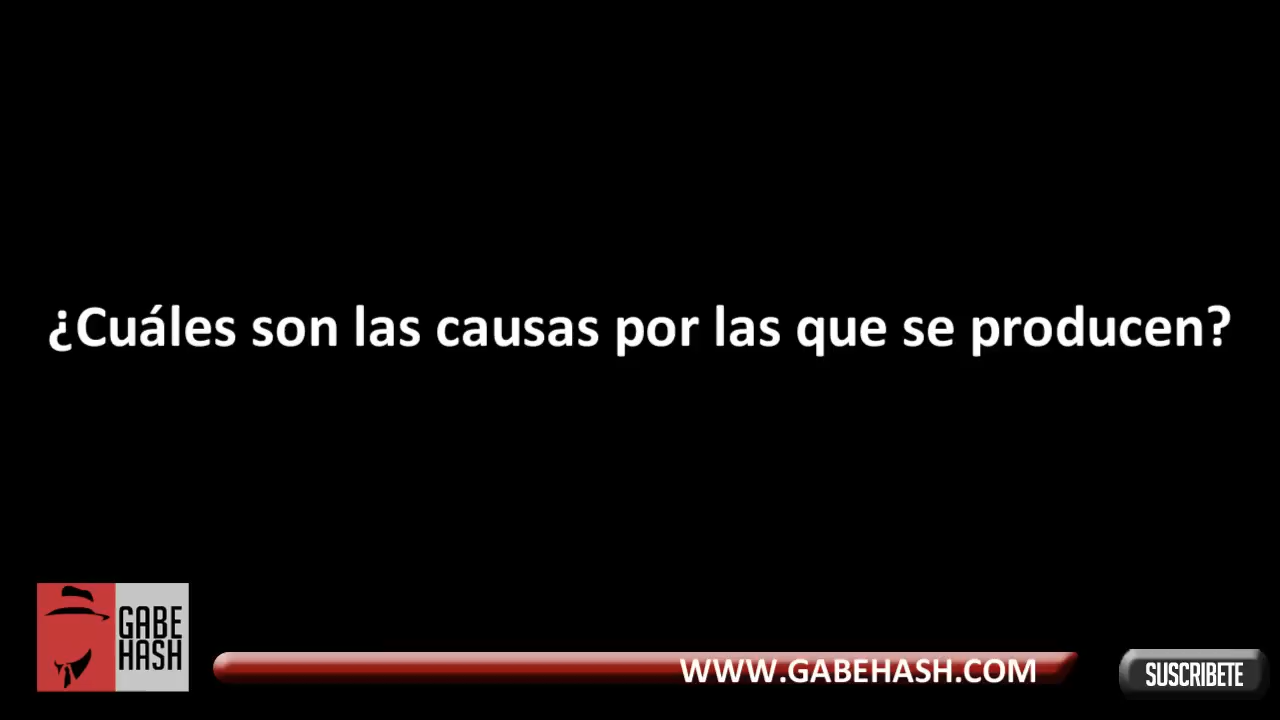 ¿Cuáles son las causas por las que se producen?
GABE
HASH
WWW.GABEHASH.COM
SUSCRIBETE